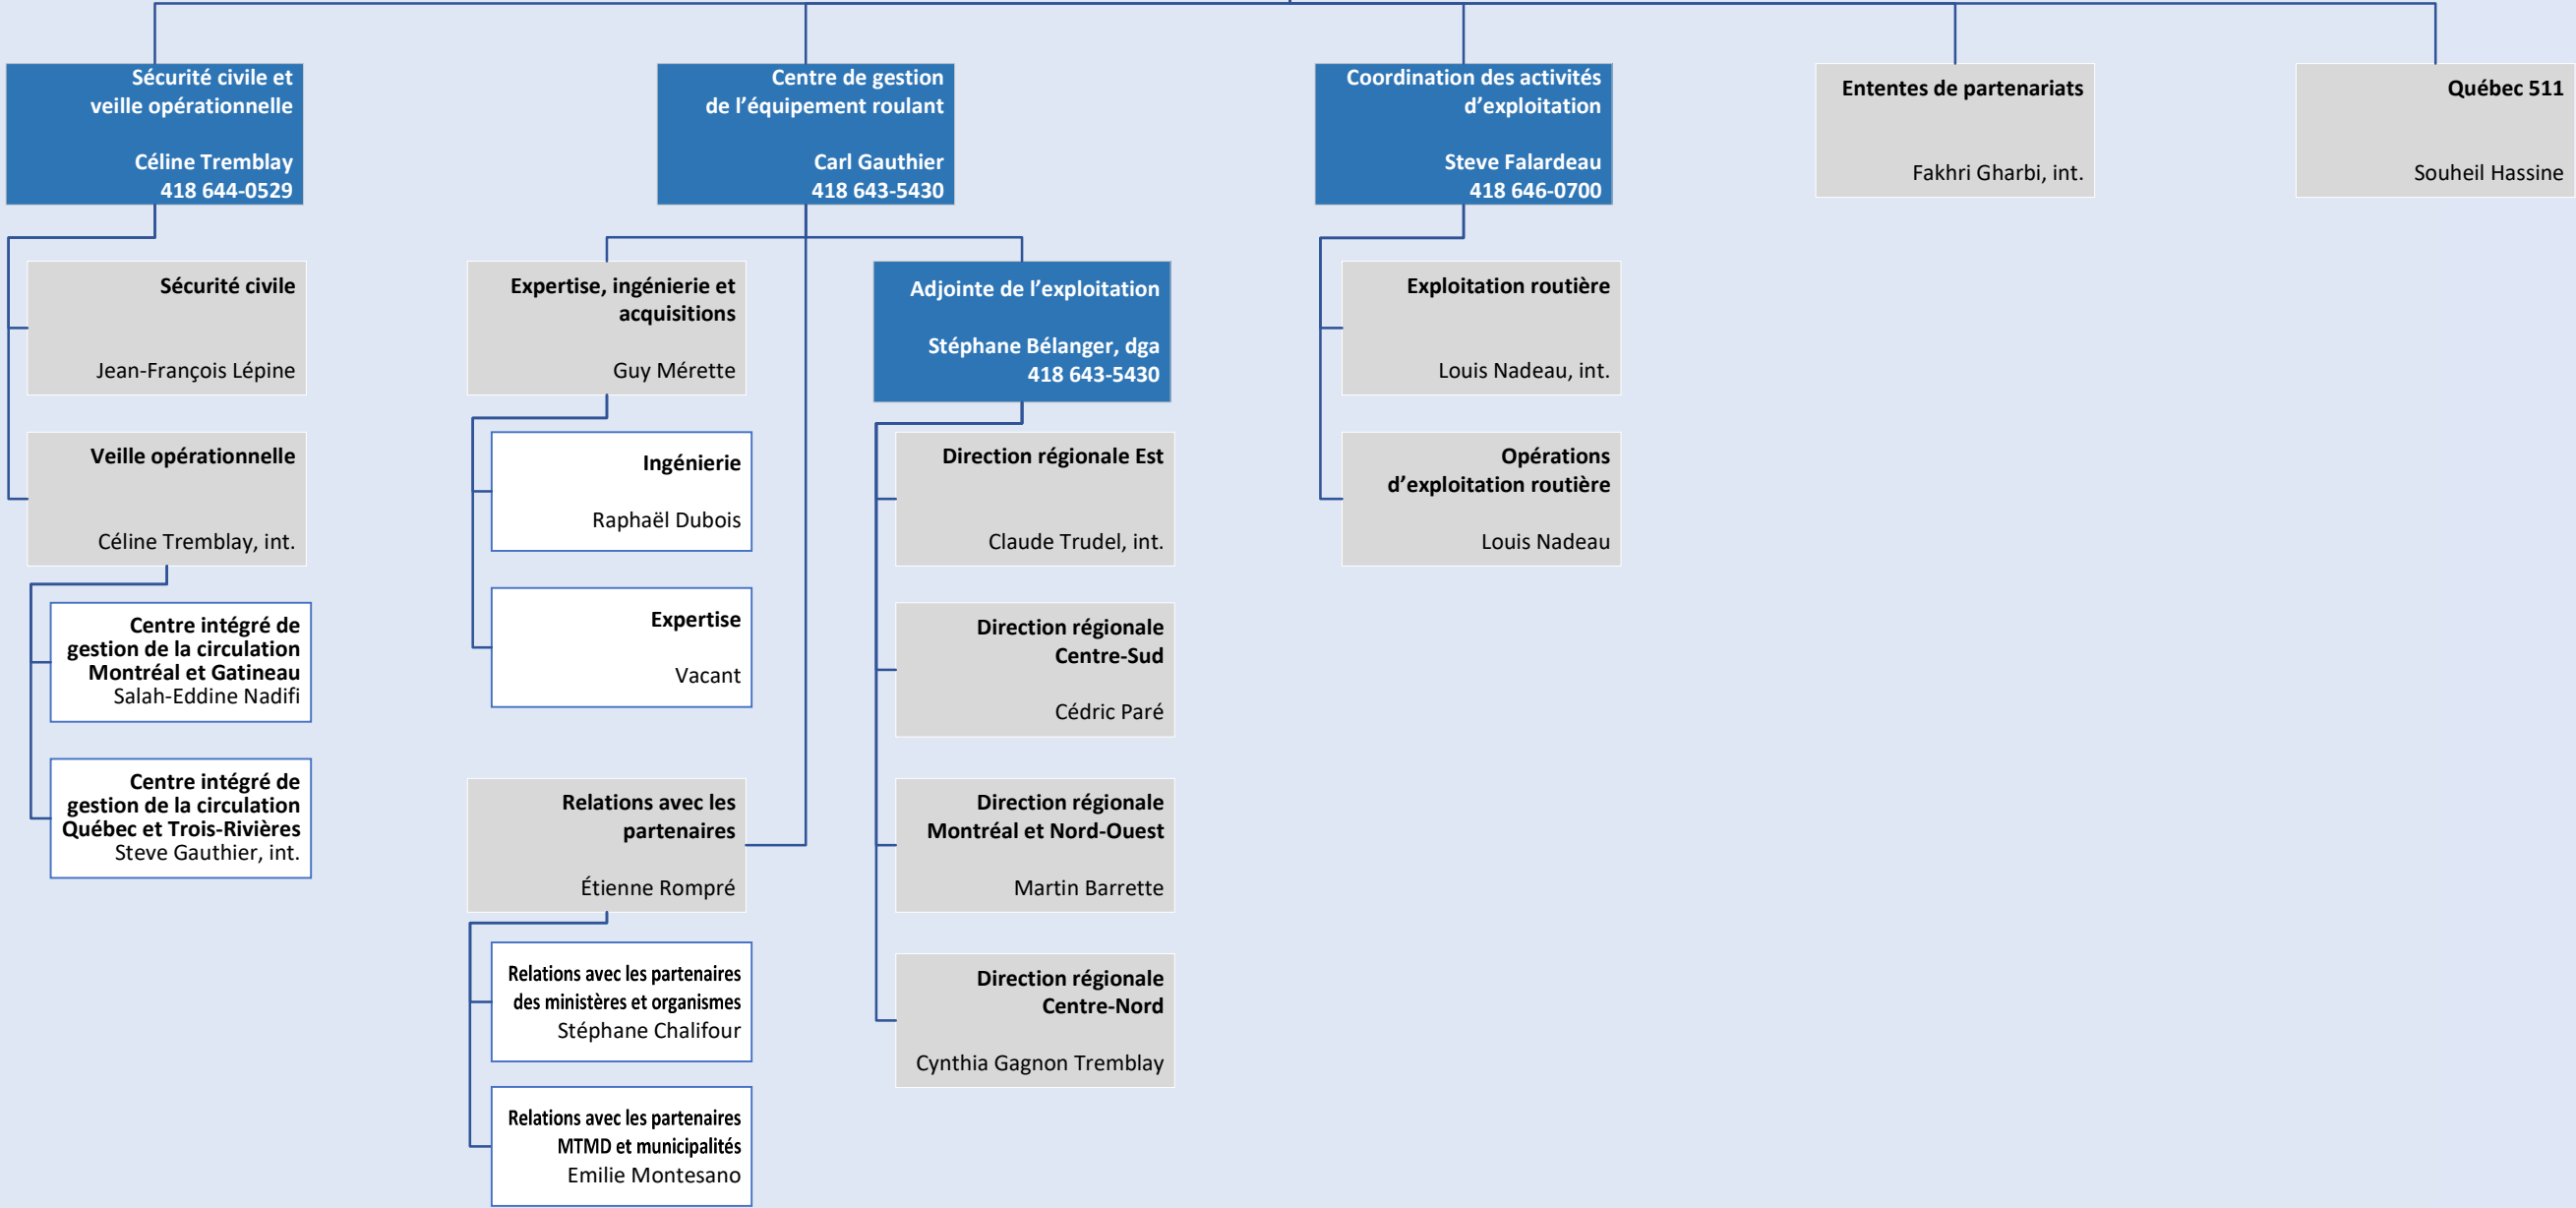 Sécurité civile et
veille opérationnelle
Céline Tremblay
418 644-0529
Centre de gestion
de l'équipement roulant
Carl Gauthier
418 643-5430
Coordination des activités
d'exploitation
Steve Falardeau
418 646-0700
Ententes de partenariats
Fakhri Gharbi, int.
Québec 511
Souheil Hassine
Sécurité civile
Jean-François Lépine
Veille opérationnelle
Céline Tremblay, int.
Centre intégré de
gestion de la circulation
Montréal et Gatineau
Salah-Eddine Nadifi
Centre intégré de
gestion de la circulation
Québec et Trois-Rivières
Steve Gauthier, int.
Expertise, ingénierie et
acquisitions
Guy Mérette
Ingénierie
Raphaël Dubois
Expertise
Vacant
Relations avec les
partenaires
Étienne Rompré
Relations avec les partenaires
des ministères et organismes
Stéphane Chalifour
Relations avec les partenaires
MTMD et municipalités
Emilie Montesano
Adjointe de l'exploitation
Stéphane Bélanger, dga
418 643-5430
Direction régionale Est
Claude Trudel, int.
Direction régionale
Centre-Sud
Cédric Paré
Direction régionale
Montréal et Nord-Ouest
Martin Barrette
Direction régionale
Centre-Nord
Cynthia Gagnon Tremblay
Exploitation routière
Louis Nadeau, int.
Opérations
d'exploitation routière
Louis Nadeau